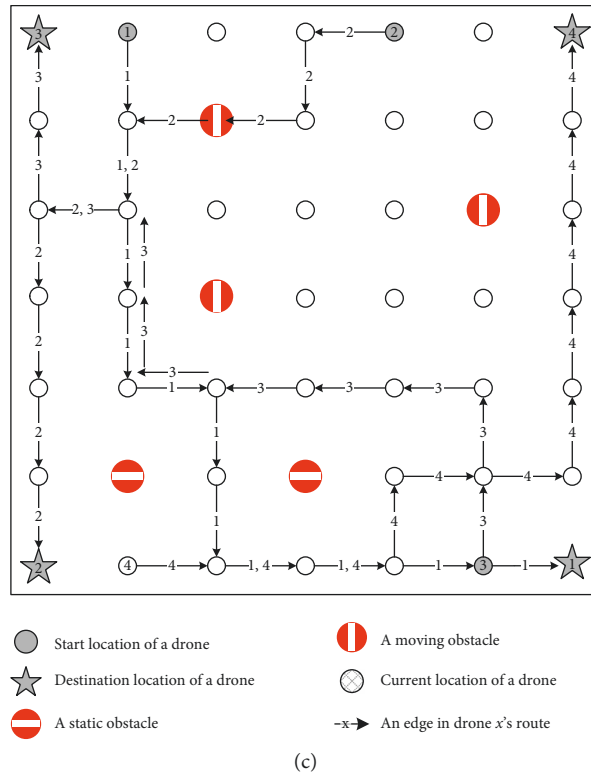 3 1 2 2 4
3 1 2 4
2 2
3 1, 2 4
2, 3
2 1 3 4
2 1 3 4
3
1 3 3 3
2 1 3 4
4 4
2 1 4 3
2 4 4 1, 4 1, 4 1 3 1 1
Start location of a drone
A moving obstacle
Destination location of a drone
Current location of a drone
A static obstacle
x An edge in drone x's route
(c)